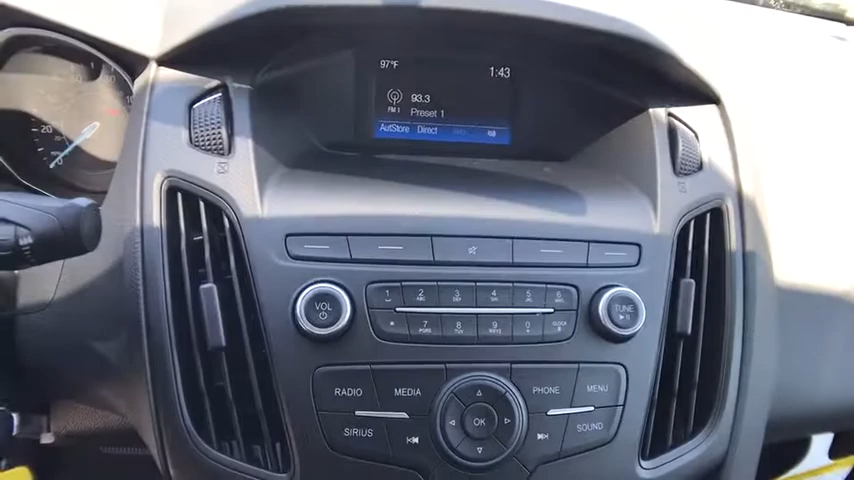 97°F
1:43
FM 1
93.3
Preset 1
AutoStore Direct
20
0
1 2 ABC 3 DEF 4 GHI 5 JKL 6 MNO
VOL
TUNE
7 PQRS 8 TUV 9 WXYZ 0 CLOCK
RADIO MEDIA PHONE MENU
OK
SIRIUS SOUND